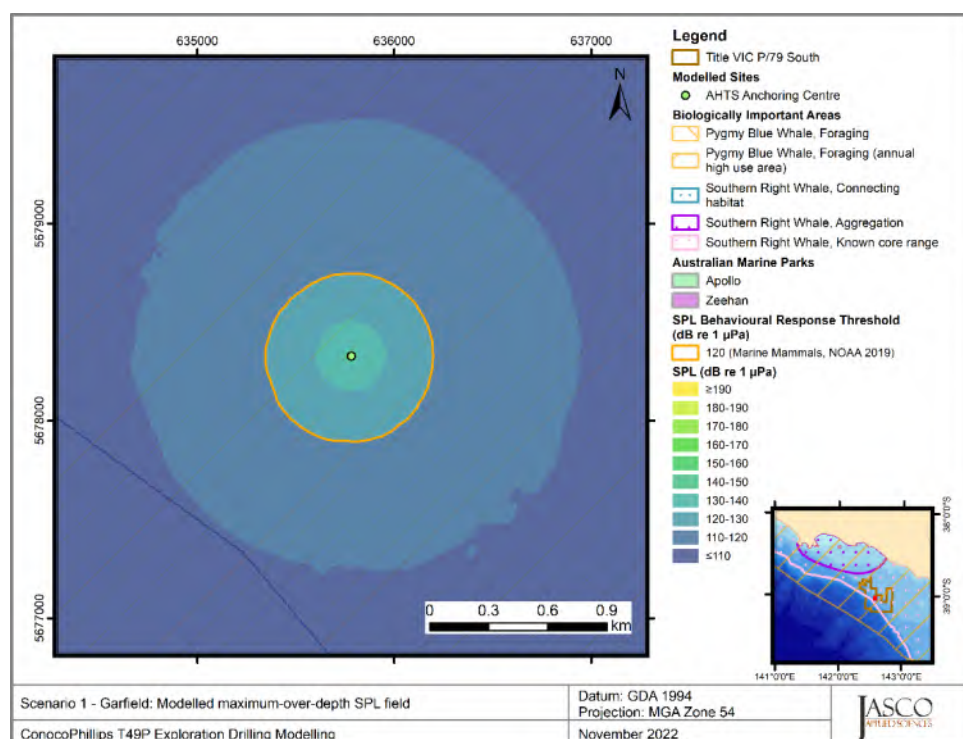 635000
636000
637000
5679000
5678000
5677000
N
0 0.3 0.6 0.9
km
Legend
Title VIC P/79 South
Modelled Sites
AHTS Anchoring Centre
Biologically Important Areas
Pygmy Blue Whale, Foraging
Pygmy Blue Whale, Foraging (annual
high use area)
Southern Right Whale, Connecting
habitat
Southern Right Whale, Aggregation
Southern Right Whale, Known core range
Australian Marine Parks
Apollo
Zeehan
SPL Behavioural Response Threshold
(dB re 1 µPa)
120 (Marine Mammals, NOAA 2019)
SPL (dB re 1 µPa)
≥190
180-190
170-180
160-170
150-160
140-150
130-140
120-130
110-120
≤110
38°0'0"S
39°0'0"S
141°0'0"E 142°0'0"E 143°0'0"E
Scenario 1 - Garfield: Modelled maximum-over-depth SPL field
Datum: GDA 1994
Projection: MGA Zone 54
ConocoPhillips T49P Exploration Drilling Modelling
November 2022
JASCO
APPLIED SCIENCES